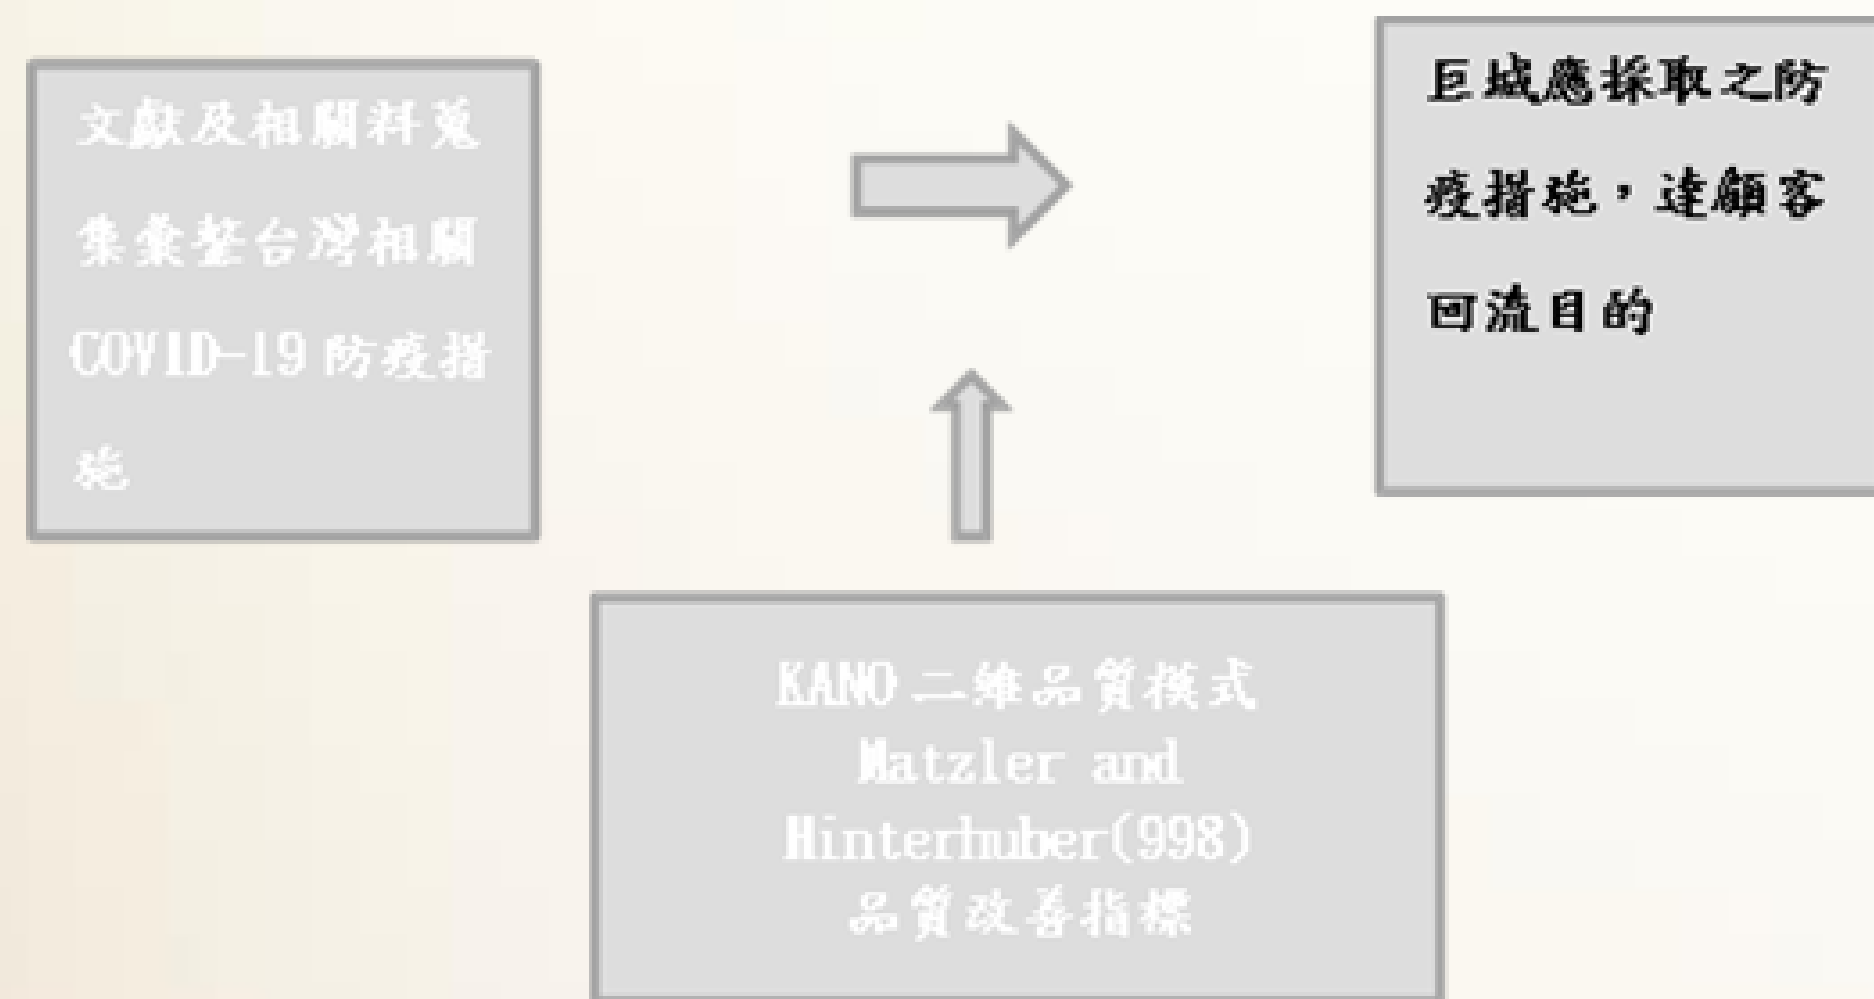 文獻及相關料蒐
集彙整台灣相關
COVID-19 防疫措
施
巨城應採取之防
疫措施，達顧客
回流目的
KANO 二維品質模式
Matzler and
Hinterhuber(998)
品質改善指標